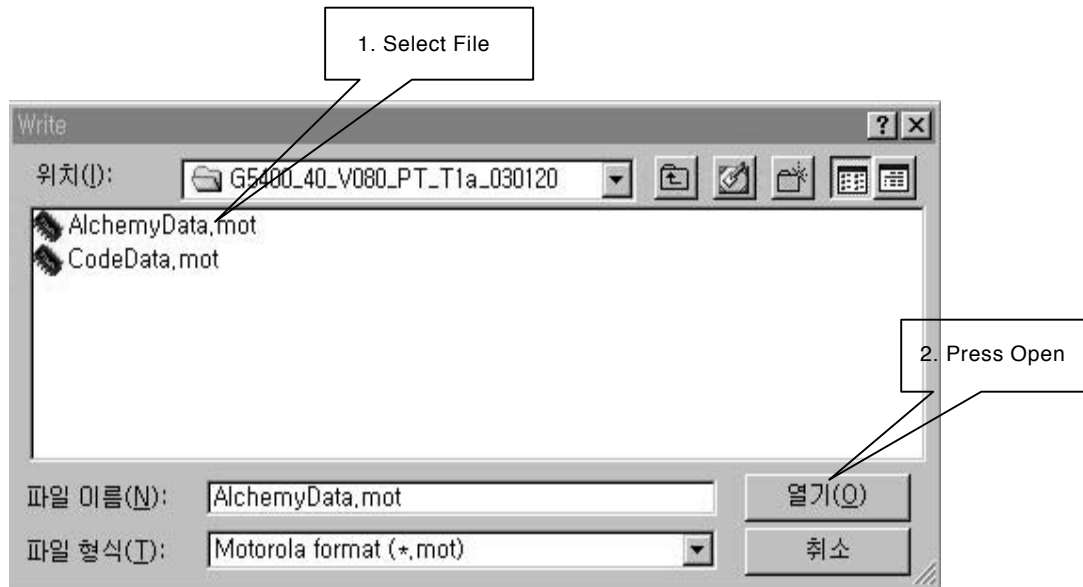 1. Select File
Write
위치(I):
G5400_40_V080_PT_T1a_030120
AlchemyData,mot
CodeData,mot
2. Press Open
파일 이름(N):
AlchemyData,mot
열기(O)
파일 형식(T):
Motorola format (*,mot)
취소